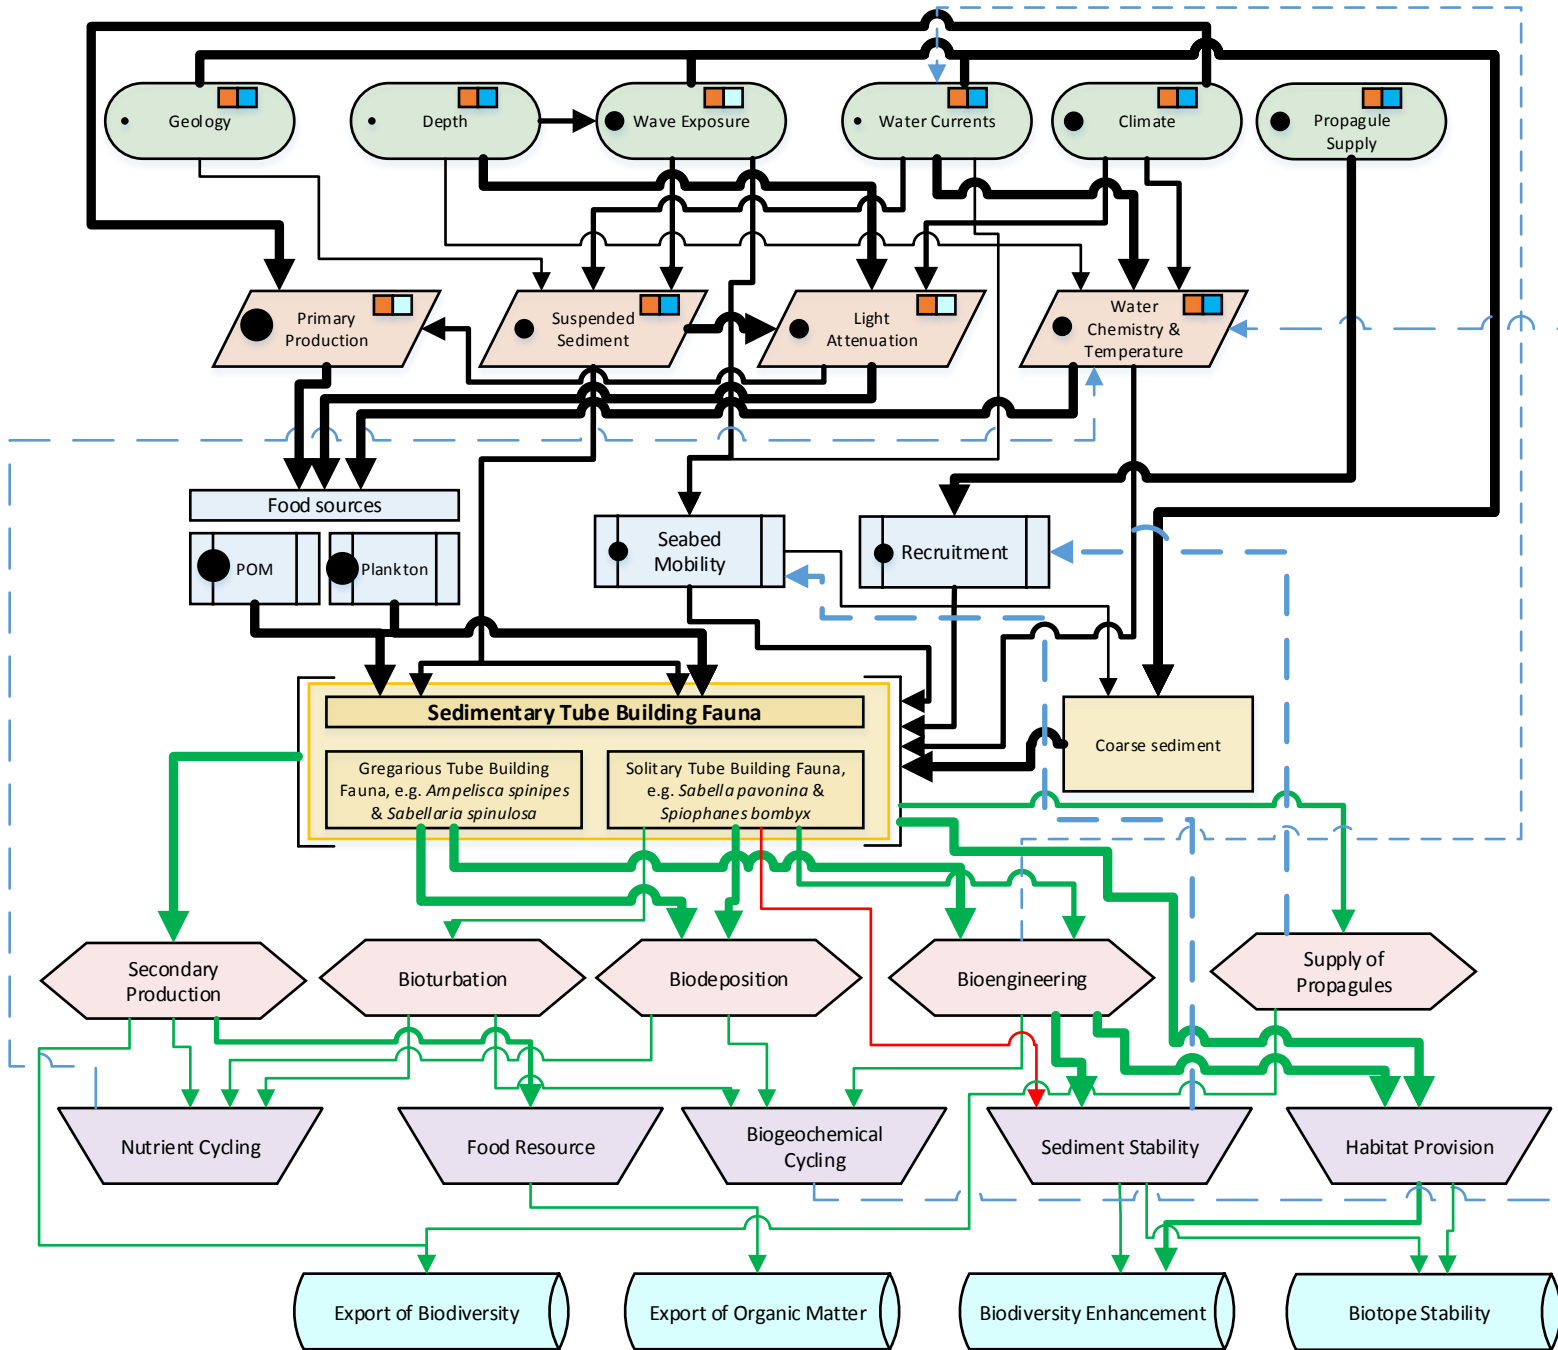 Geology
Depth
Wave Exposure
Water Currents
Climate
Propagule
Supply
Primary
Production
Suspended
Sediment
Light
Attenuation
Water
Chemistry &
Temperature
Food sources
POM
Plankton
Seabed
Mobility
Recruitment
Sedimentary Tube Building Fauna
Gregarious Tube Building
Fauna, e.g. Ampelisca spinipes
& Sabellaria spinulosa
Solitary Tube Building Fauna,
e.g. Sabella pavonina &
Spiophanes bombyx
Coarse sediment
Secondary
Production
Bioturbation
Biodeposition
Bioengineering
Supply of
Propagules
Nutrient Cycling
Food Resource
Biogeochemical
Cycling
Sediment Stability
Habitat Provision
Export of Biodiversity
Export of Organic Matter
Biodiversity Enhancement
Biotope Stability